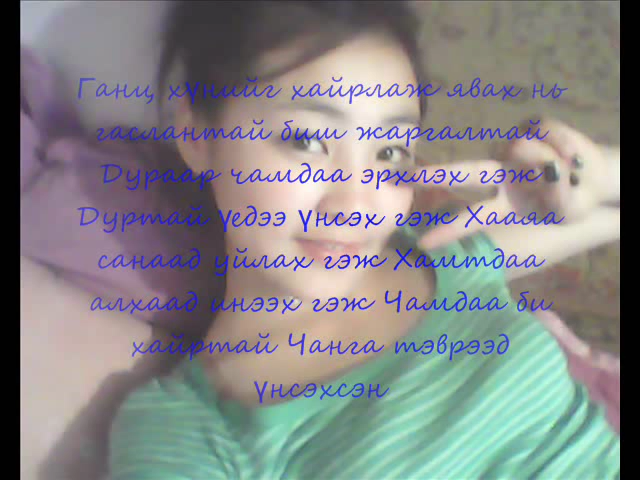 Ганц хүнийг хайрлаж явах нь
гаслантай биш жаргалтай
Дураар чамдаа эрхлэх гэж
Дуртай үедээ үнсэх гэж Хааяа
санаад уйлах гэж Хамтдаа
алхаад инээх гэж Чамдаа би
хайртай Чанга тэврээд
үнсэхсэн